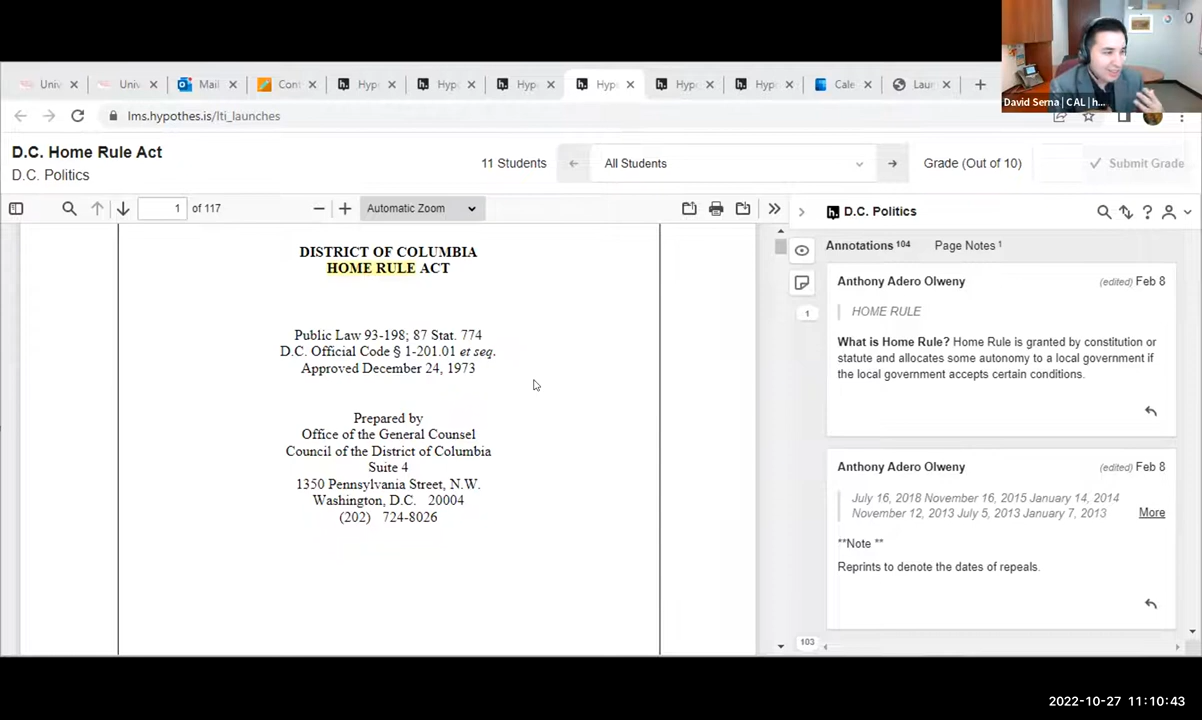 Univ
Univ
Mail
Cont
Hypo
Hypo
Hypo
Hypo
Hypo
Hypo
Cale
Laun
David Serna | CAL | h...
lms.hypothes.is/lti_launches
D.C. Home Rule Act
D.C. Politics
11 Students
All Students
Grade (Out of 10)
Submit Grade
1 of 117
Automatic Zoom
DISTRICT OF COLUMBIA
HOME RULE ACT
Public Law 93-198; 87 Stat. 774
D.C. Official Code § 1-201.01 et seq.
Approved December 24, 1973
Prepared by
Office of the General Counsel
Council of the District of Columbia
Suite 4
1350 Pennsylvania Street, N.W.
Washington, D.C. 20004
(202) 724-8026
h. D.C. Politics
Annotations 104 Page Notes 1
1
Anthony Adero Olweny (edited) Feb 8
HOME RULE
What is Home Rule? Home Rule is granted by constitution or
statute and allocates some autonomy to a local government if
the local government accepts certain conditions.
Anthony Adero Olweny (edited) Feb 8
July 16, 2018 November 16, 2015 January 14, 2014
November 12, 2013 July 5, 2013 January 7, 2013 More
**Note **
Reprints to denote the dates of repeals.
103
2022-10-27 11:10:43